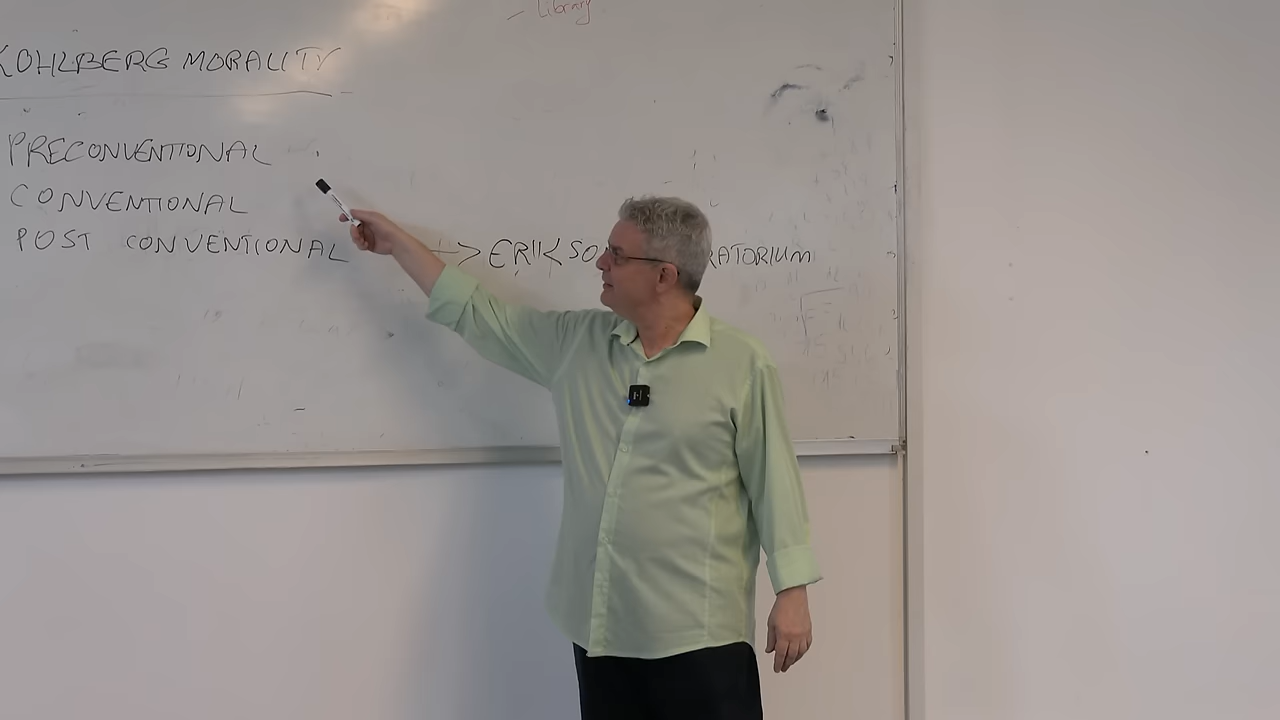 - Library
KOHLBERG MORALITY
PRECONVENTIONAL
CONVENTIONAL
POST CONVENTIONAL -> ERIKSO RATORIUM